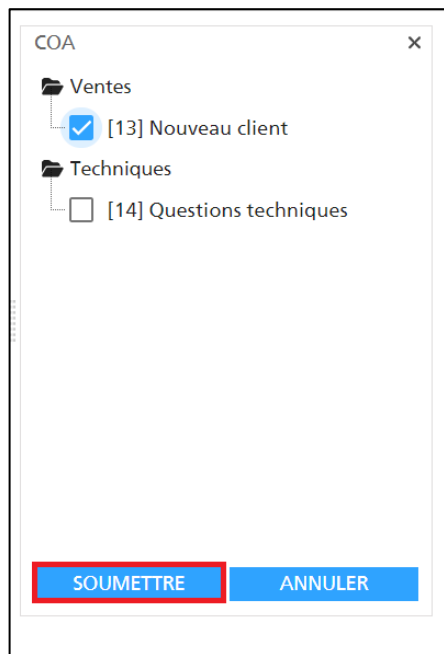 COA
Ventes
[13] Nouveau client
Techniques
[14] Questions techniques
SOUMETTRE ANNULER